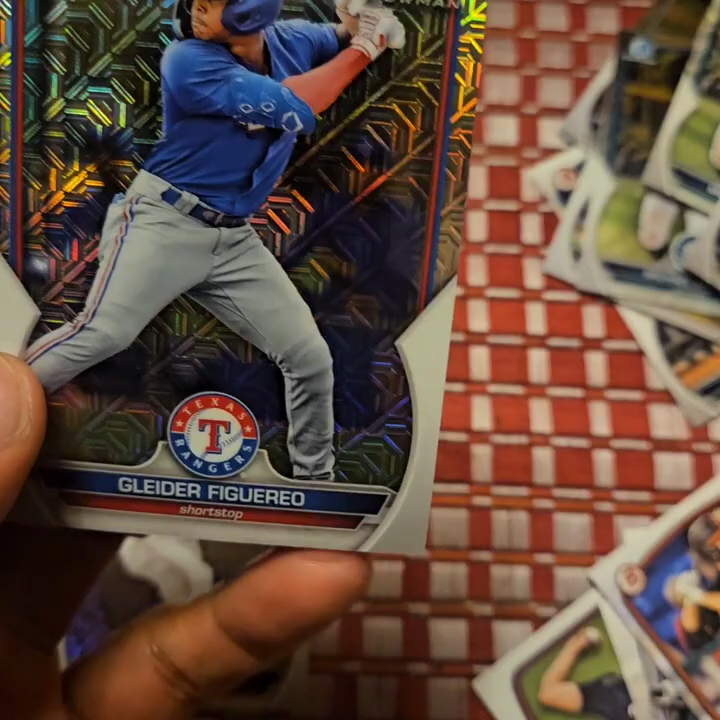 BOWMAN
TEXAS
T
RANGERS
GLEIDER FIGUEREO
shortstop